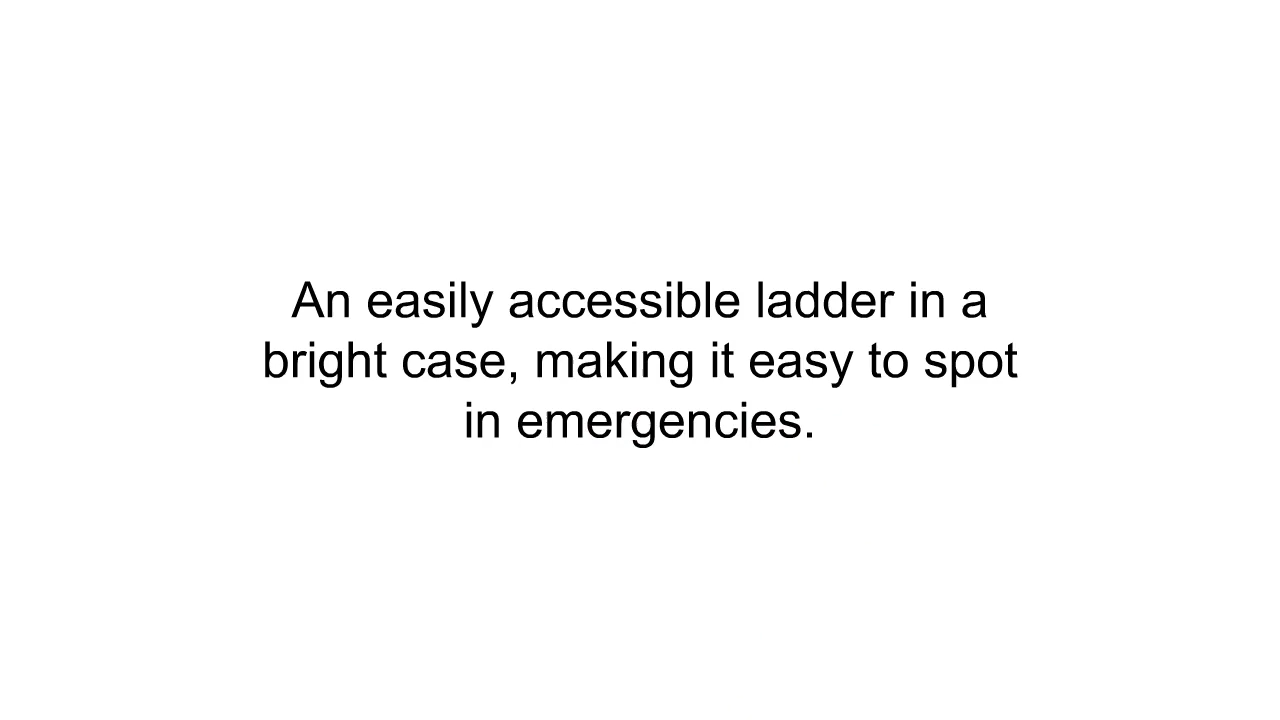 An easily accessible ladder in a
bright case, making it easy to spot
in emergencies.